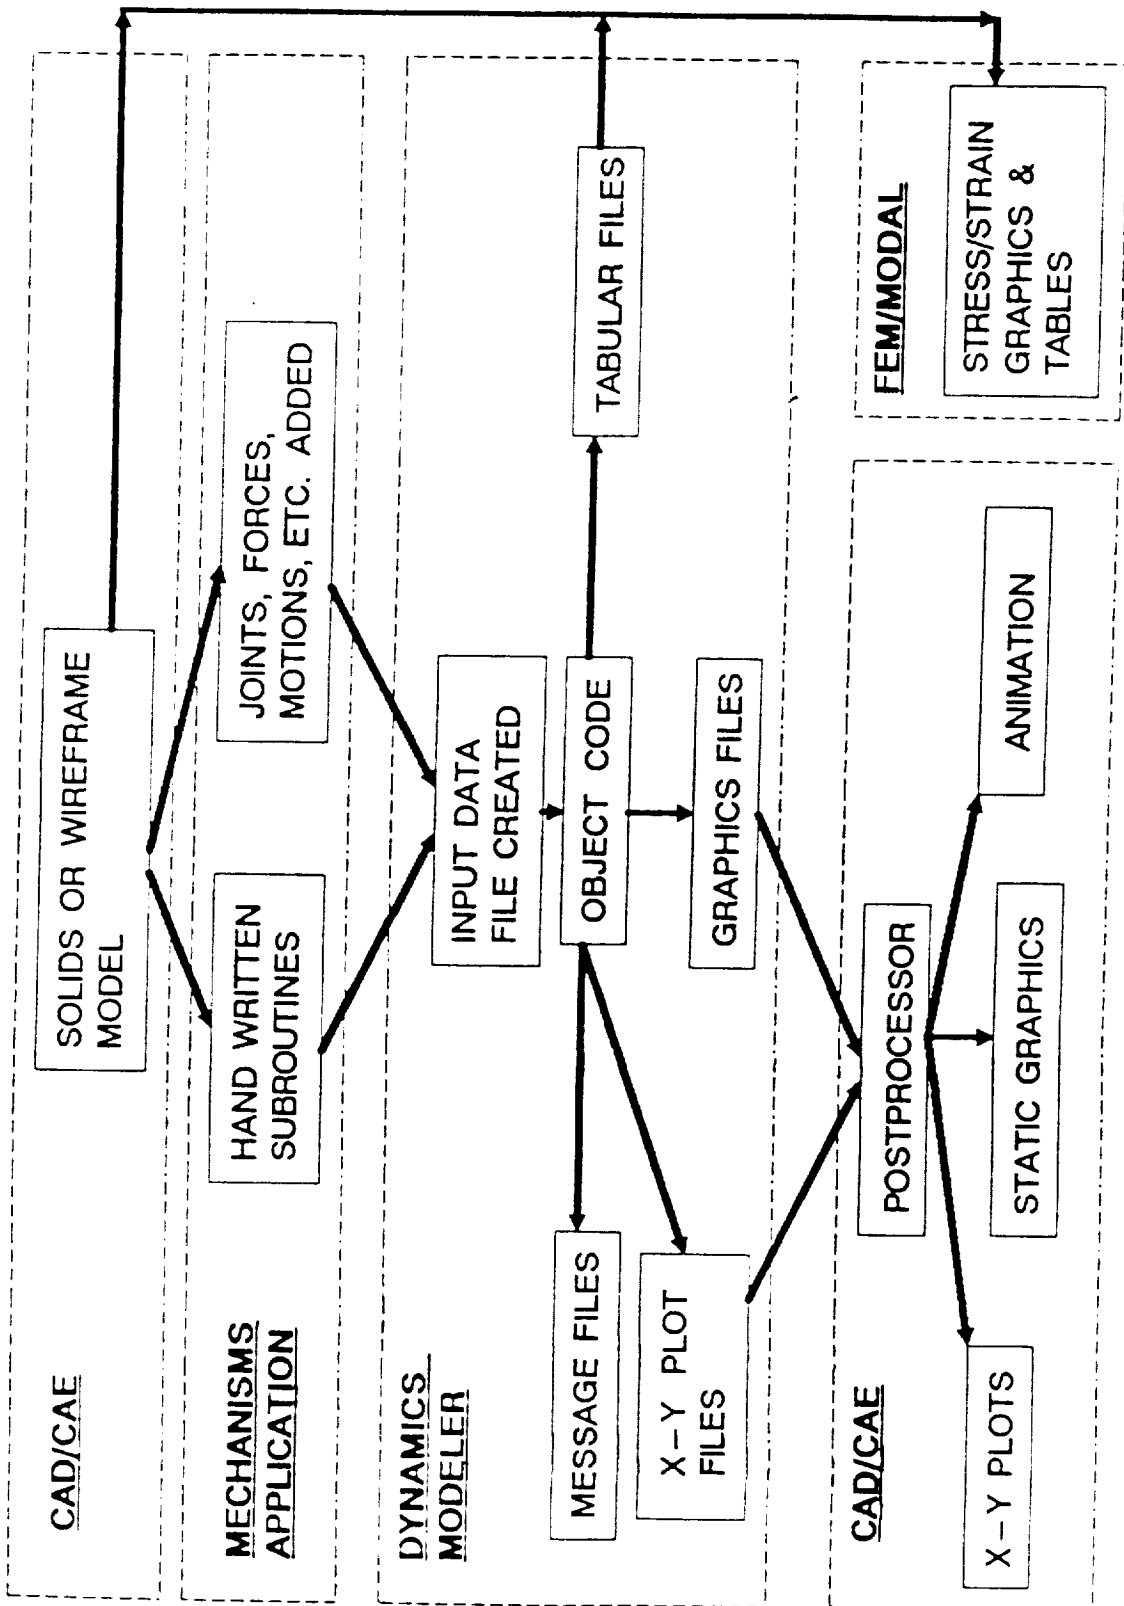 CAD/CAE
SOLIDS OR WIREFRAME
MODEL
MECHANISMS
APPLICATION
HAND WRITTEN
SUBROUTINES
JOINTS, FORCES,
MOTIONS, ETC. ADDED
DYNAMICS
MODELER
INPUT DATA
FILE CREATED
MESSAGE FILES
OBJECT CODE
TABULAR FILES
X-Y PLOT
FILES
GRAPHICS FILES
CAD/CAE
POSTPROCESSOR
X-Y PLOTS
STATIC GRAPHICS
ANIMATION
FEM/MODAL
STRESS/STRAIN
GRAPHICS &
TABLES